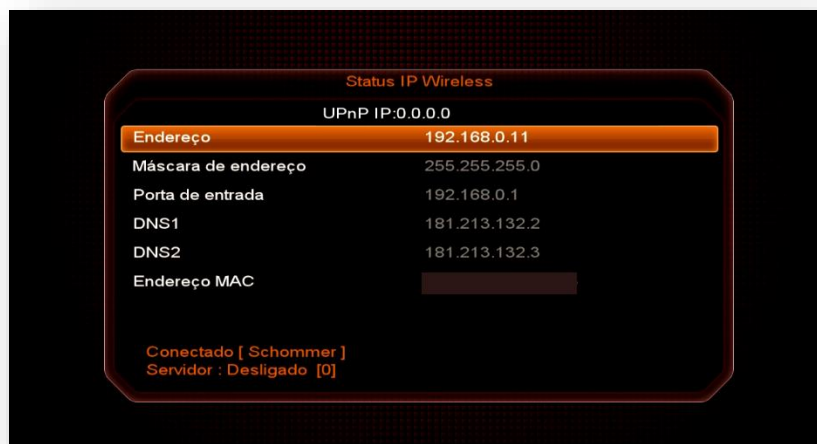 Status IP Wireless
UPnP IP:0.0.0.0
Endereço 192.168.0.11
Máscara de endereço 255.255.255.0
Porta de entrada 192.168.0.1
DNS1 181.213.132.2
DNS2 181.213.132.3
Endereço MAC
Conectado [ Schommer ]
Servidor : Desligado [0]